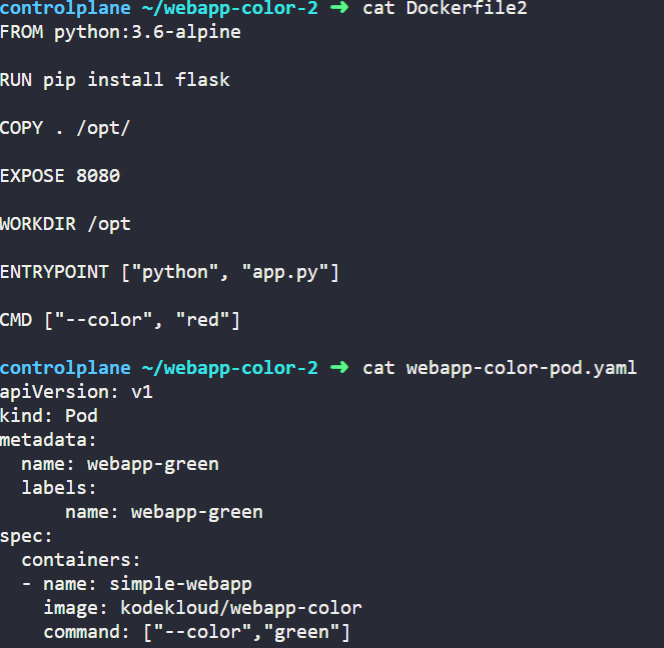 controlplane ~/webapp-color-2 ➜ cat Dockerfile2
FROM python:3.6-alpine
RUN pip install flask
COPY . /opt/
EXPOSE 8080
WORKDIR /opt
ENTRYPOINT ["python", "app.py"]
CMD ["--color", "red"]
controlplane ~/webapp-color-2 ➜ cat webapp-color-pod.yaml
apiVersion: v1
kind: Pod
metadata:
  name: webapp-green
  labels:
      name: webapp-green
spec:
  containers:
  - name: simple-webapp
    image: kodekloud/webapp-color
    command: ["--color","green"]